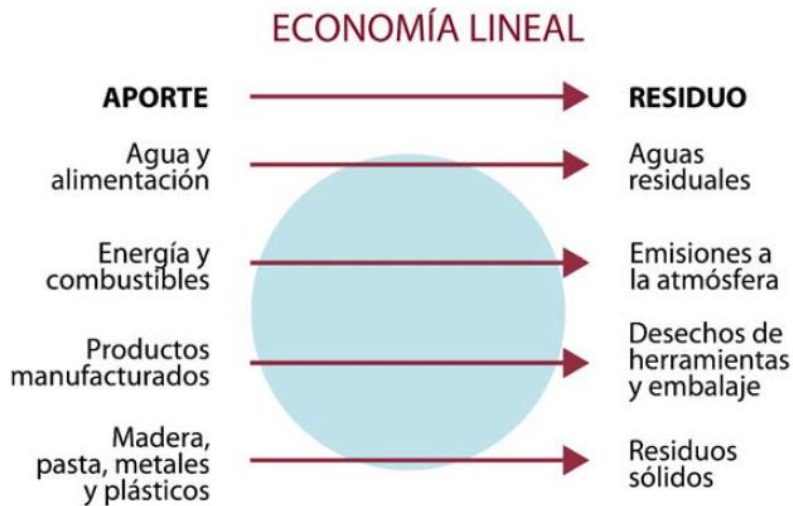 ECONOMÍA LINEAL
APORTE
RESIDUO
Agua y
alimentación
Aguas
residuales
Energía y
combustibles
Emisiones a
la atmósfera
Productos
manufacturados
Desechos de
herramientas
y embalaje
Madera,
pasta, metales
y plásticos
Residuos
sólidos